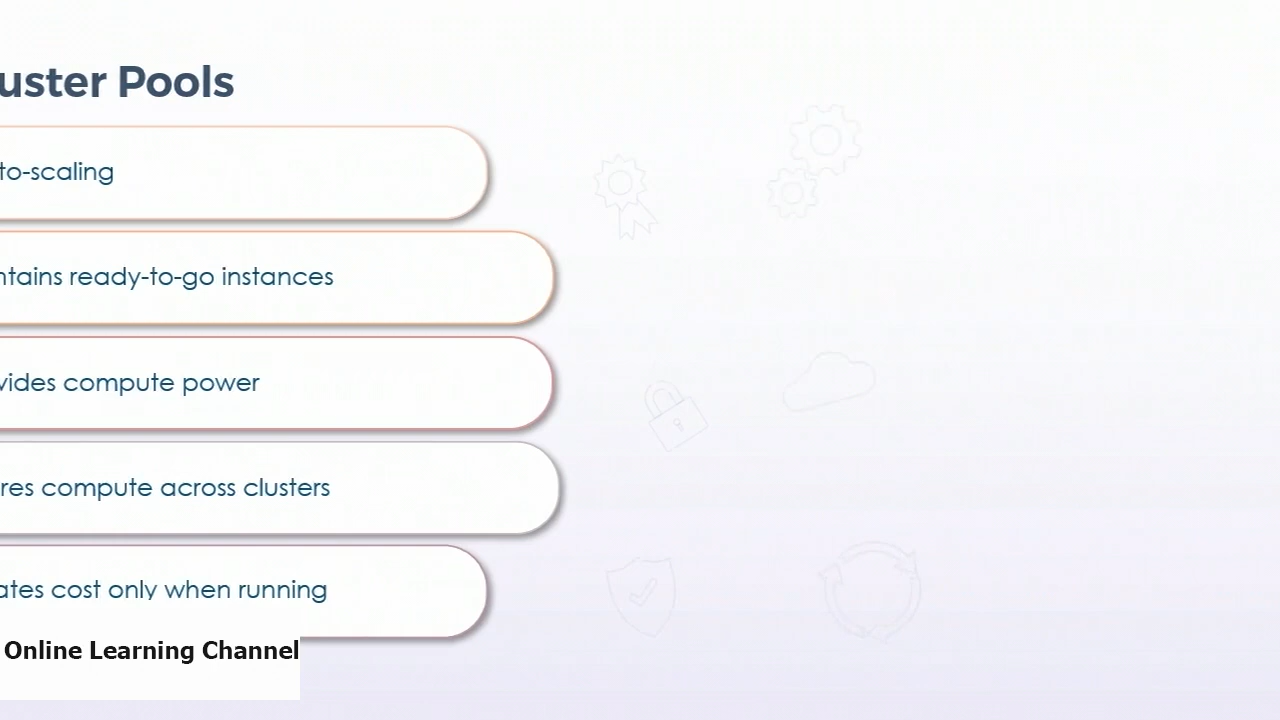 uster Pools
to-scaling
ntains ready-to-go instances
vides compute power
res compute across clusters
ates cost only when running
Online Learning Channel